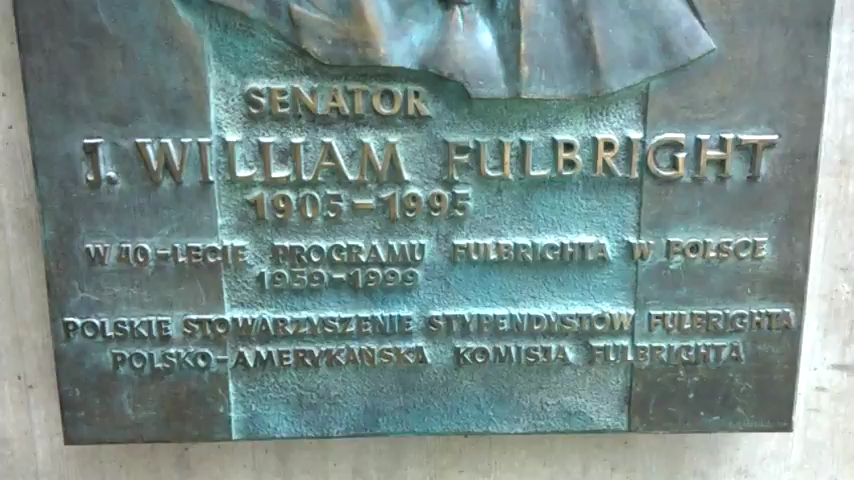 SENATOR
J. WILLIAM FULBRIGHT
1905-1995
W 40-LECIE PROGRAMU FULBRIGHTA W POLSCE
1959-1999
POLSKIE STOWARZYSZENIE STYPENDYSTÓW FULBRIGHTA
POLSKO-AMERYKAŃSKA KOMISJA FULBRIGHTA